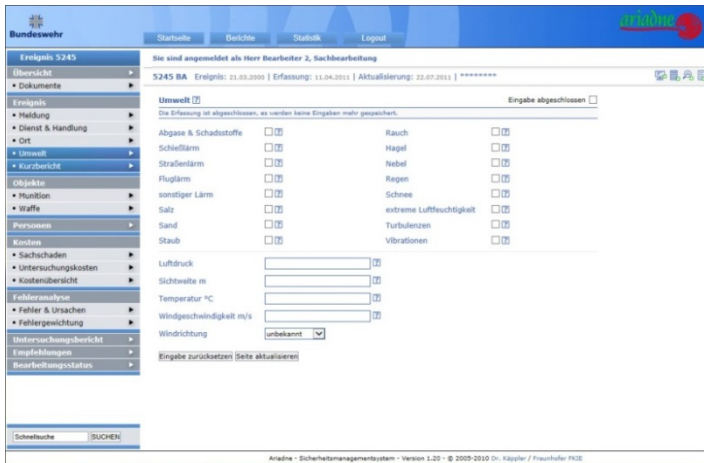 Bundeswehr
ariadne
Startseite Berichte Statistik Logout
Ereignis 5245
Sie sind angemeldet als Herr Bearbeiter 2, Sachbearbeitung
Übersicht
• Dokumente
5245 BA Ereignis: 21.03.2000 | Erfassung: 11.04.2011 | Aktualisierung: 22.07.2011 | ********
Ereignis
• Meldung
• Dienst & Handlung
• Ort
• Umwelt
• Kurzbericht
Objekte
• Munition
• Waffe
Personen
Kosten
• Sachschaden
• Untersuchungskosten
• Kostenübersicht
Fehleranalyse
• Fehler & Ursachen
• Fehlergewichtung
Untersuchungsbericht
Empfehlungen
Bearbeitungsstatus
Schnellsuche SUCHEN
Umwelt ? Eingabe abgeschlossen
Die Erfassung ist abgeschlossen, es werden keine Eingaben mehr gespeichert.
Abgase & Schadsstoffe ? Rauch ?
Schießlärm ? Hagel ?
Straßenlärm ? Nebel ?
Fluglärm ? Regen ?
sonstiger Lärm ? Schnee ?
Salz ? extreme Luftfeuchtigkeit ?
Sand ? Turbulenzen ?
Staub ? Vibrationen ?
Luftdruck ?
Sichtweite m ?
Temperatur °C ?
Windgeschwindigkeit m/s ?
Windrichtung unbekannt
Eingabe zurücksetzen Seite aktualisieren
Ariadne - Sicherheitsmanagementsystem - Version 1.20 - © 2005-2010 Dr. Käppler / Fraunhofer FKIE